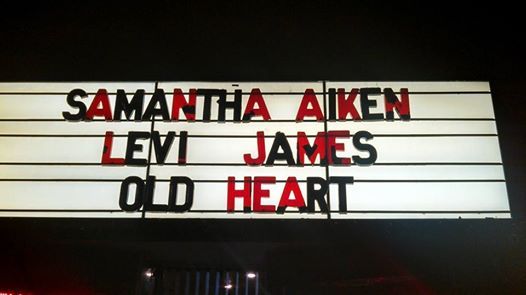 SAMANTHA AIKEN
LEVI JAMES
OLD HEART